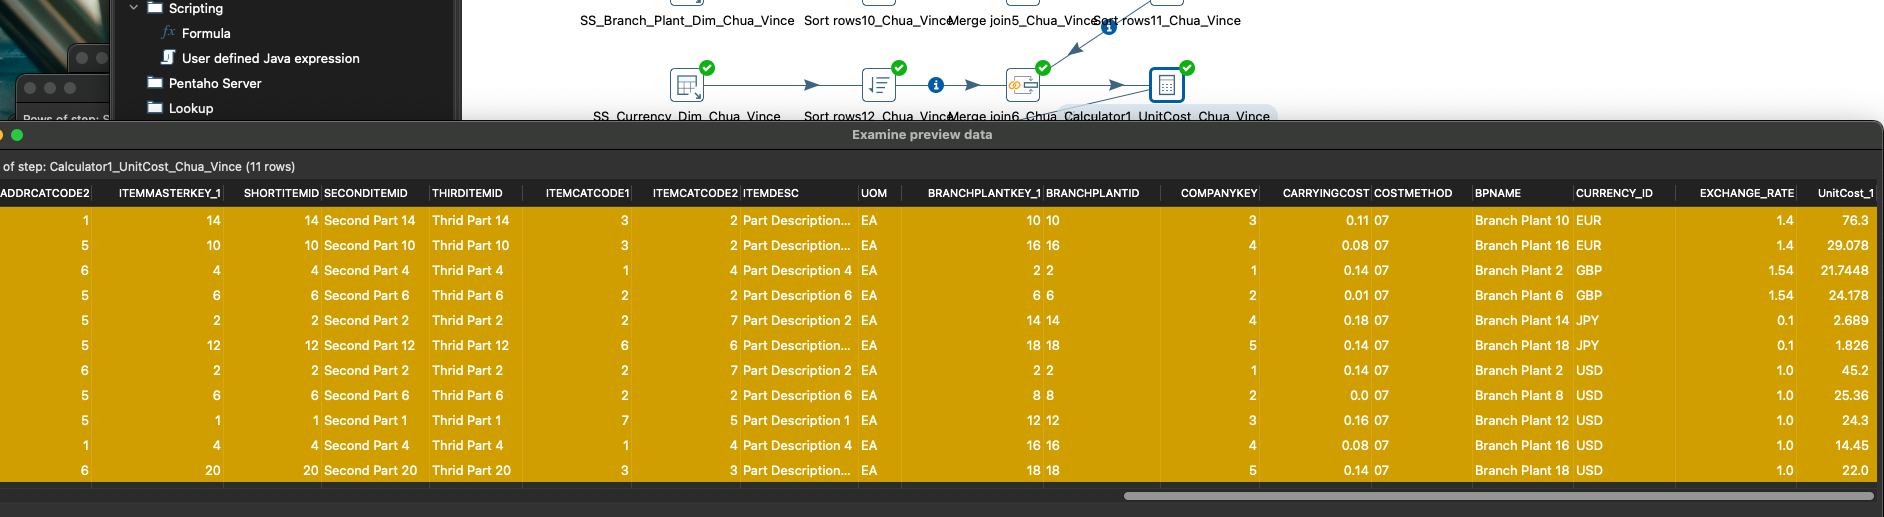 Scripting
Formula
User defined Java expression
Pentaho Server
Lookup
SS_Branch_Plant_Dim_Chua_Vince
Sort rows10_Chua_Vince
Merge join5_Chua_Vince
Sort rows11_Chua_Vince
SS_Currency_Dim_Chua_Vince
Sort rows12_Chua_Vince
Merge join6_Chua_
Calculator1_UnitCost_Chua_Vince
Rows of step: S
Examine preview data
of step: Calculator1_UnitCost_Chua_Vince (11 rows)
ADDRCATCODE2 ITEMMASTERKEY_1 SHORTITEMID SECONDITEMID THIRDITEMID ITEMCATCODE1 ITEMCATCODE2 ITEMDESC UOM BRANCHPLANTKEY_1 BRANCHPLANTID COMPANYKEY CARRYINGCOST COSTMETHOD BPNAME CURRENCY_ID EXCHANGE_RATE UnitCost_1
1 14 14 Second Part 14 Thrid Part 14 3 2 Part Description... EA 10 10 3 0.11 07 Branch Plant 10 EUR 1.4 76.3
5 10 10 Second Part 10 Thrid Part 10 3 2 Part Description... EA 16 16 4 0.08 07 Branch Plant 16 EUR 1.4 29.078
6 4 4 Second Part 4 Thrid Part 4 1 4 Part Description 4 EA 2 2 1 0.14 07 Branch Plant 2 GBP 1.54 21.7448
5 6 6 Second Part 6 Thrid Part 6 2 2 Part Description 6 EA 6 6 2 0.01 07 Branch Plant 6 GBP 1.54 24.178
5 2 2 Second Part 2 Thrid Part 2 2 7 Part Description 2 EA 14 14 4 0.18 07 Branch Plant 14 JPY 0.1 2.689
5 12 12 Second Part 12 Thrid Part 12 6 6 Part Description... EA 18 18 5 0.14 07 Branch Plant 18 JPY 0.1 1.826
6 2 2 Second Part 2 Thrid Part 2 2 7 Part Description 2 EA 2 2 1 0.14 07 Branch Plant 2 USD 1.0 45.2
5 6 6 Second Part 6 Thrid Part 6 2 2 Part Description 6 EA 8 8 2 0.0 07 Branch Plant 8 USD 1.0 25.36
5 1 1 Second Part 1 Thrid Part 1 7 5 Part Description 1 EA 12 12 3 0.16 07 Branch Plant 12 USD 1.0 24.3
1 4 4 Second Part 4 Thrid Part 4 1 4 Part Description 4 EA 16 16 4 0.08 07 Branch Plant 16 USD 1.0 14.45
6 20 20 Second Part 20 Thrid Part 20 3 3 Part Description... EA 18 18 5 0.14 07 Branch Plant 18 USD 1.0 22.0